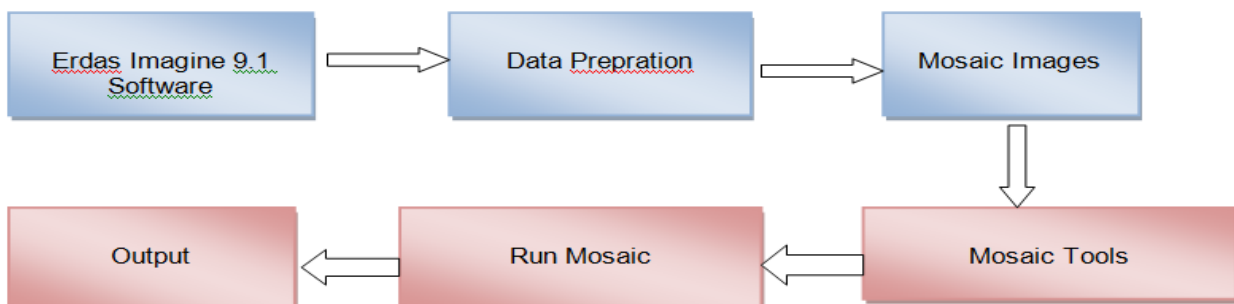 Erdas Imagine 9.1
Software
Data Prepration
Mosaic Images
Mosaic Tools
Run Mosaic
Output